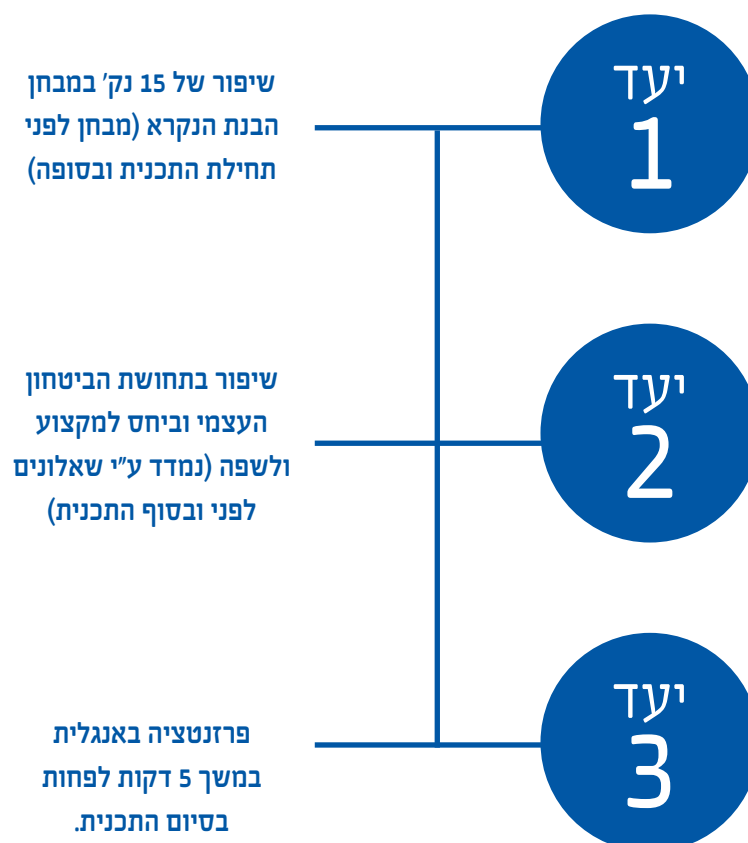 יעד
1
שיפור של 15 נק' במבחן
הבנת הנקרא (מבחן לפני
תחילת התכנית ובסופה)
יעד
2
שיפור בתחושת הביטחון
העצמי וביחס למקצוע
ולשפה (נמדד ע"י שאלונים
לפני ובסוף התכנית)
יעד
3
פרזנטציה באנגלית
במשך 5 דקות לפחות
בסיום התכנית.